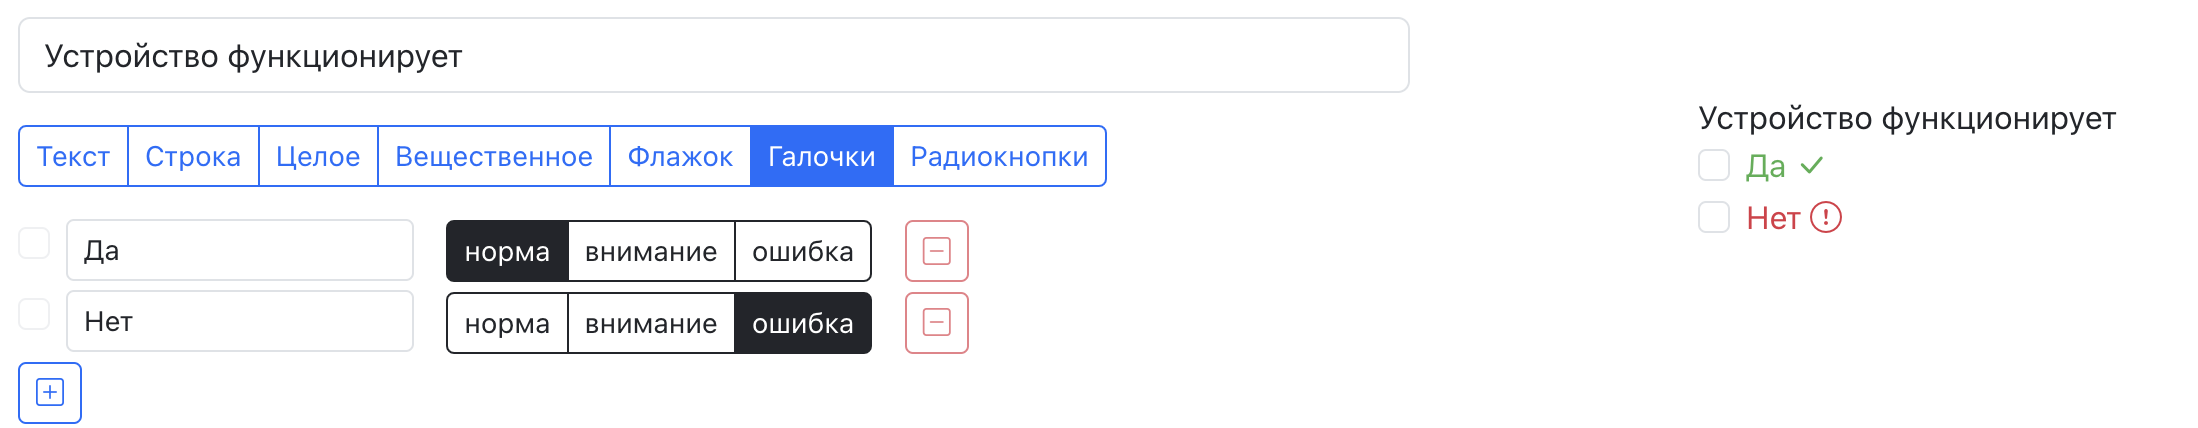 Устройство функционирует
Текст Строка Целое Вещественное Флажок Галочки Радиокнопки
Да норма внимание ошибка
Нет норма внимание ошибка
Устройство функционирует
Да
Нет